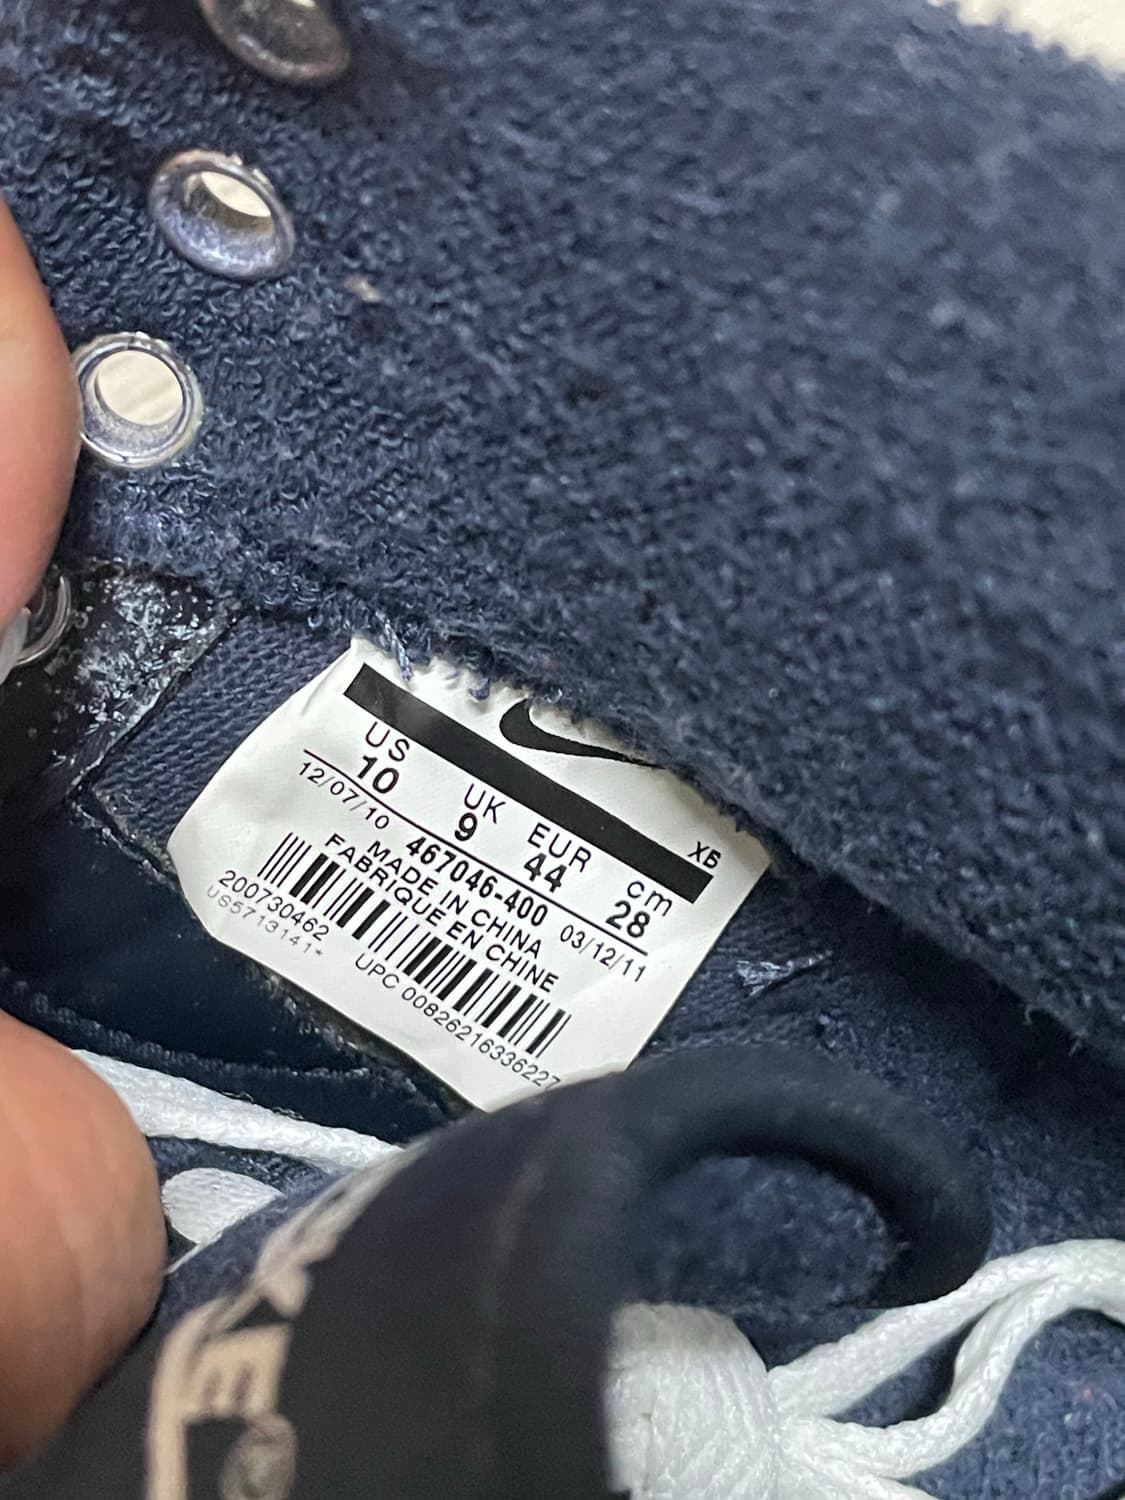 XB
US UK EUR cm
10 9 44 28
12/07/10 467046-400 03/12/11
MADE IN CHINA
FABRIQUE EN CHINE
200730462
US5713141*
UPC 00826216336227